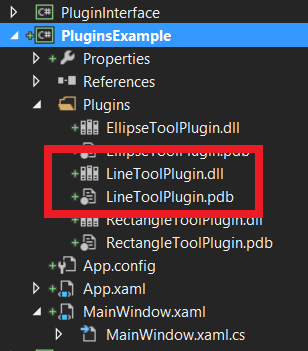 PluginInterface
PluginsExample
Properties
References
Plugins
EllipseToolPlugin.dll
EllipseToolPlugin.pdb
LineToolPlugin.dll
LineToolPlugin.pdb
RectangleToolPlugin.dll
RectangleToolPlugin.pdb
App.config
App.xaml
MainWindow.xaml
MainWindow.xaml.cs